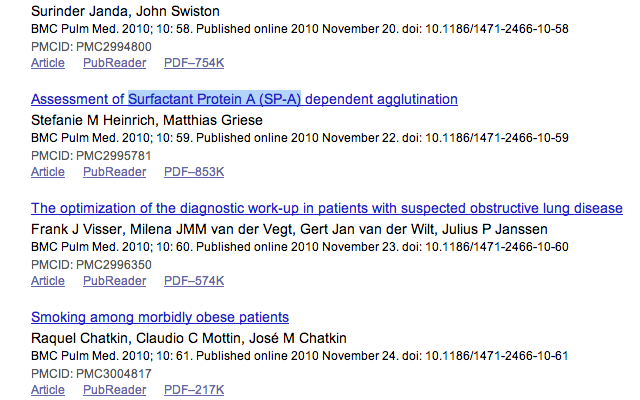 Surinder Janda, John Swiston
BMC Pulm Med. 2010; 10: 58. Published online 2010 November 20. doi: 10.1186/1471-2466-10-58
PMCID: PMC2994800
Article PubReader PDF–754K
Assessment of Surfactant Protein A (SP-A) dependent agglutination
Stefanie M Heinrich, Matthias Griese
BMC Pulm Med. 2010; 10: 59. Published online 2010 November 22. doi: 10.1186/1471-2466-10-59
PMCID: PMC2995781
Article PubReader PDF–853K
The optimization of the diagnostic work-up in patients with suspected obstructive lung disease
Frank J Visser, Milena JMM van der Vegt, Gert Jan van der Wilt, Julius P Janssen
BMC Pulm Med. 2010; 10: 60. Published online 2010 November 23. doi: 10.1186/1471-2466-10-60
PMCID: PMC2996350
Article PubReader PDF–574K
Smoking among morbidly obese patients
Raquel Chatkin, Claudio C Mottin, José M Chatkin
BMC Pulm Med. 2010; 10: 61. Published online 2010 November 24. doi: 10.1186/1471-2466-10-61
PMCID: PMC3004817
Article PubReader PDF–217K